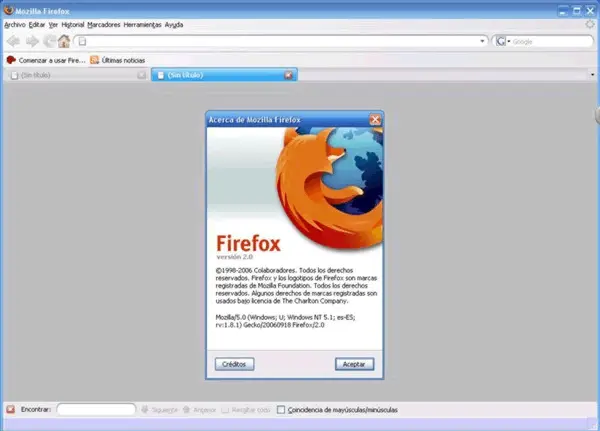 Mozilla Firefox
Archivo Editar Ver Historial Marcadores Herramientas Ayuda
Google
Comenzar a usar Fire... Últimas noticias
(Sin título) (Sin título)
Acerca de Mozilla Firefox
Firefox
versión 2.0
©1998-2006 Colaboradores. Todos los derechos
reservados. Firefox y los logotipos de Firefox son marcas
registradas de Mozilla Foundation. Todos los derechos
reservados. Algunos derechos de marcas registradas son
usados bajo licencia de The Charlton Company.
Mozilla/5.0 (Windows; U; Windows NT 5.1; es-ES;
rv:1.8.1) Gecko/20060918 Firefox/2.0
Créditos Aceptar
Encontrar: Siguiente Anterior Resaltar todo Coincidencia de mayúsculas/minúsculas